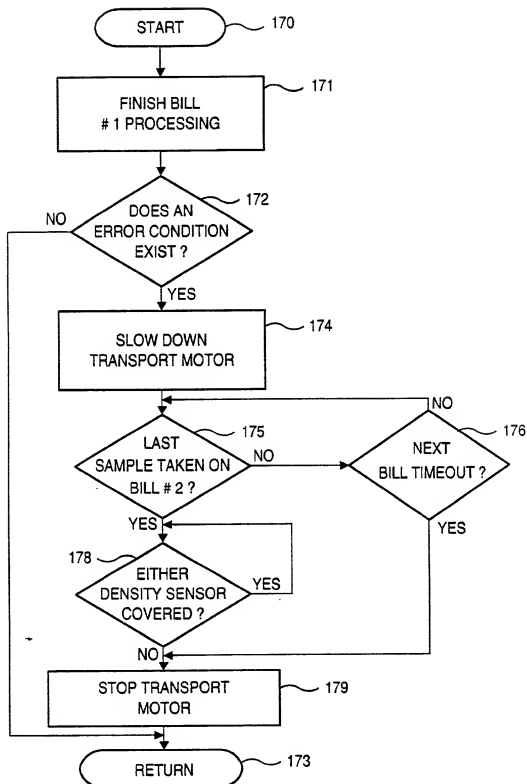 START
170
FINISH BILL
# 1 PROCESSING
171
DOES AN
ERROR CONDITION
EXIST ?
172
NO
YES
SLOW DOWN
TRANSPORT MOTOR
174
LAST
SAMPLE TAKEN ON
BILL # 2 ?
175
NO
NEXT
BILL TIMEOUT ?
176
NO
YES
YES
178
EITHER
DENSITY SENSOR
COVERED ?
YES
NO
STOP TRANSPORT
MOTOR
179
RETURN
173